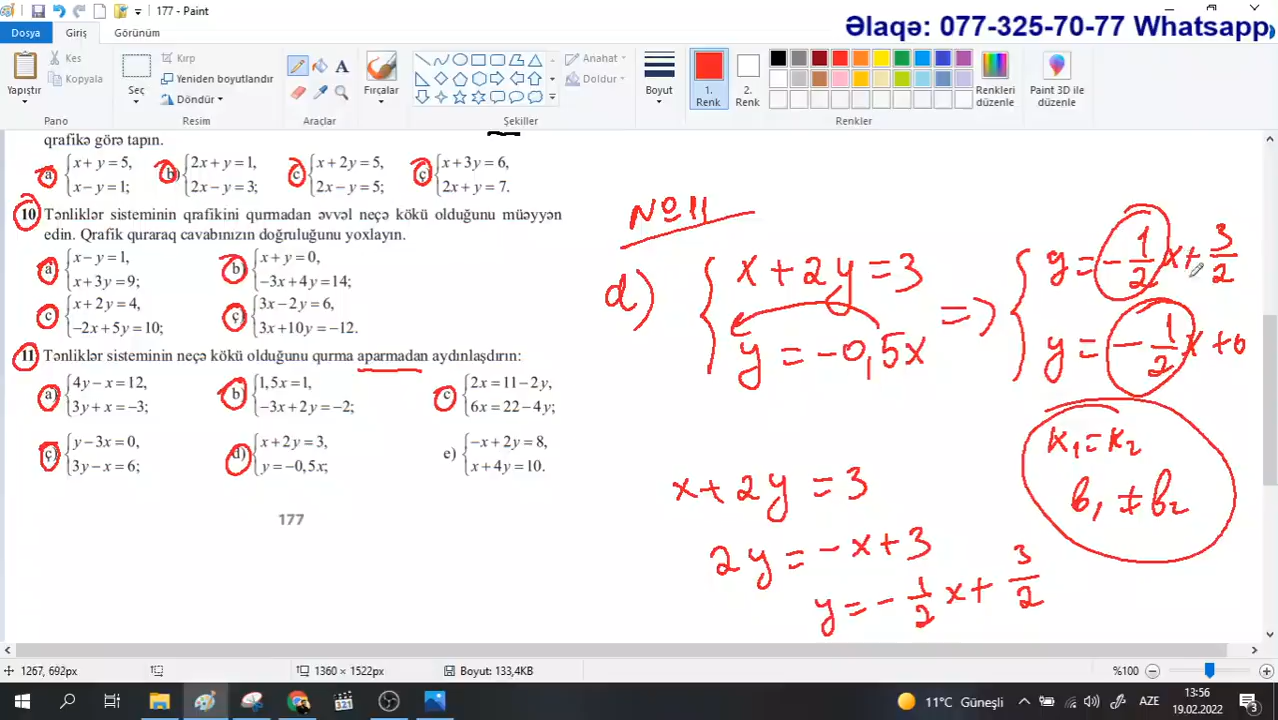 177 - Paint
Əlaqə: 077-325-70-77 Whatsapp
Dosya Giriş Görünüm
Yapıştır
Kes
Kopyala
Pano
Seç
Kırp
Yeniden boyutlandır
Döndür
Resim
A
Araçlar
Fırçalar
Anahat
Doldur
Şekiller
Boyut
1. Renk
2. Renk
Renkler
Renkleri düzenle
Paint 3D ile düzenle
qrafikə görə tapın.
a) x + y = 5, b) 2x + y = 1, c) x + 2y = 5, ç) x + 3y = 6,
x − y = 1; 2x − y = 3; 2x − y = 5; 2x + y = 7.
10 Tənliklər sisteminin qrafikini qurmadan əvvəl neçə kökü olduğunu müəyyən
edin. Qrafik quraraq cavabınızın doğruluğunu yoxlayın.
a) x − y = 1, b) x + y = 0,
x + 3y = 9; −3x + 4y = 14;
c) x + 2y = 4, ç) 3x − 2y = 6,
−2x + 5y = 10; 3x + 10y = −12.
11 Tənliklər sisteminin neçə kökü olduğunu qurma aparmadan aydınlaşdırın:
a) 4y − x = 12, b) 1,5x = 1, c) 2x = 11 − 2y,
3y + x = −3; −3x + 2y = −2; 6x = 22 − 4y;
ç) y − 3x = 0, d) x + 2y = 3, e) −x + 2y = 8,
3y − x = 6; y = −0,5x; x + 4y = 10.
177
№ 11
d) x + 2y = 3 => y = − 1/2 x + 3/2
y = −0,5x y = − 1/2 x + 0
k₁ = k₂
b₁ ≠ b₂
x + 2y = 3
2y = −x + 3
y = − 1/2 x + 3/2
1267, 692px 1360 × 1522px Boyut: 133,4KB %100
321
11°C Güneşli AZE 13:56
19.02.2022
3